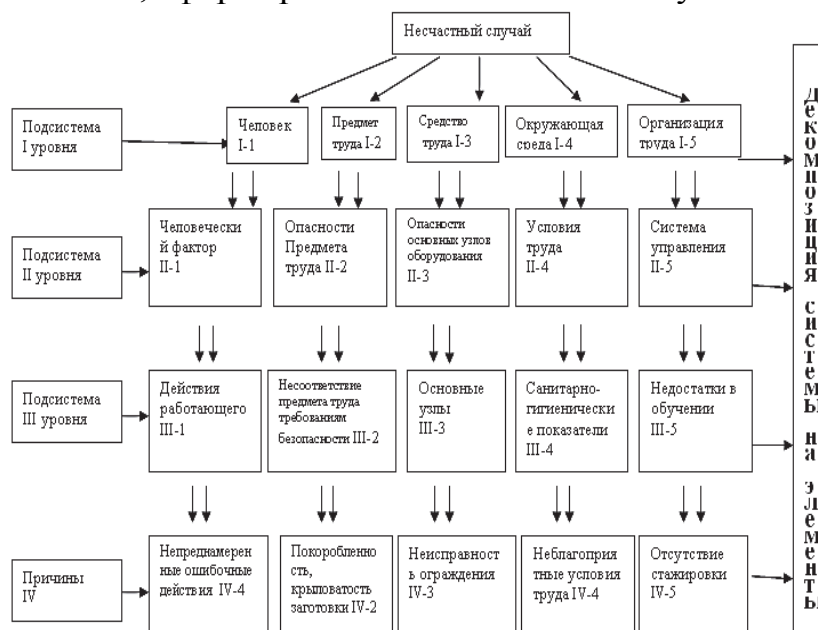 Несчастный случай
Подсистема
I уровня
Человек
I-1
Предмет
труда I-2
Средство
труда I-3
Окружающая
среда I-4
Организация
труда I-5
Подсистема
II уровня
Человечески
й фактор
II-1
Опасности
Предмета
труда II-2
Опасности
основных узлов
оборудования
II-3
Условия
труда
II-4
Система
управления
II-5
Подсистема
III уровня
Действия
работающего
III-1
Несоответствие
предмета труда
требованиям
безопасности III-2
Основные
узлы
III-3
Санитарно-
гигиенически
е показатели
III-4
Недостатки в
обучении
III-5
Причины
IV
Непреднамерен
ные ошибочные
действия IV-4
Покоробленно
сть,
крыловатость
заготовки IV-2
Неисправност
ь ограждения
IV-3
Неблагоприя
тные условия
труда IV-4
Отсутствие
стажировки
IV-5
Декомпозиция системы на элементы